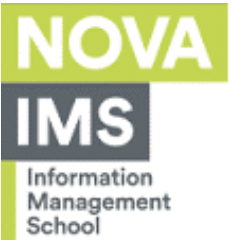 NOVA
IMS
Information
Management
School